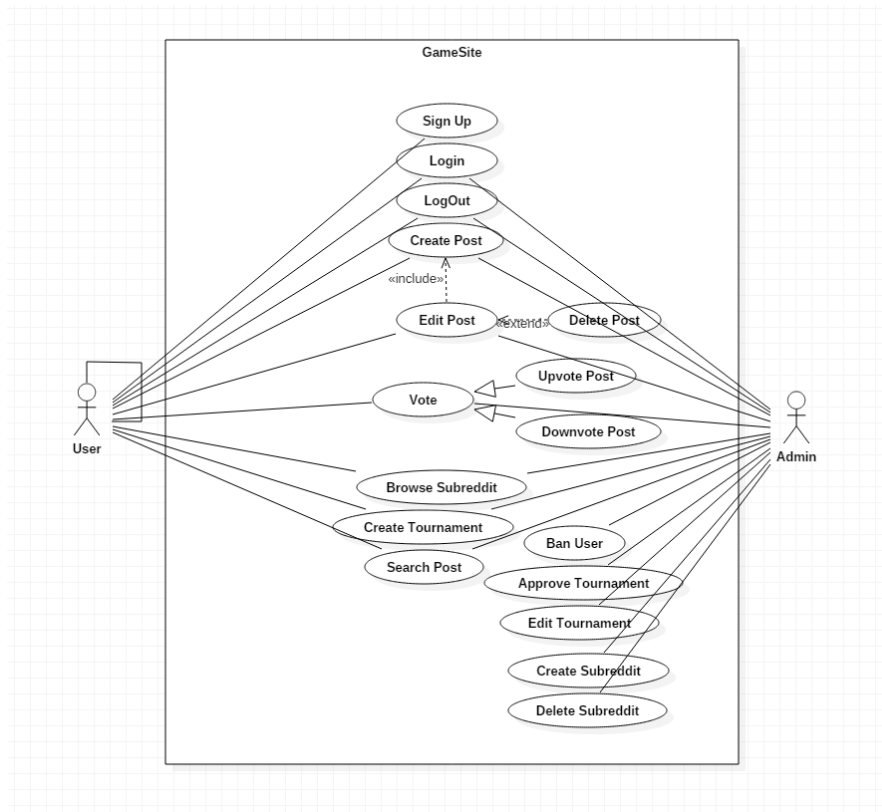 GameSite
Sign Up
Login
LogOut
Create Post
«include»
Edit Post
«extend»
Delete Post
Upvote Post
Vote
Downvote Post
User
Admin
Browse Subreddit
Create Tournament
Ban User
Search Post
Approve Tournament
Edit Tournament
Create Subreddit
Delete Subreddit